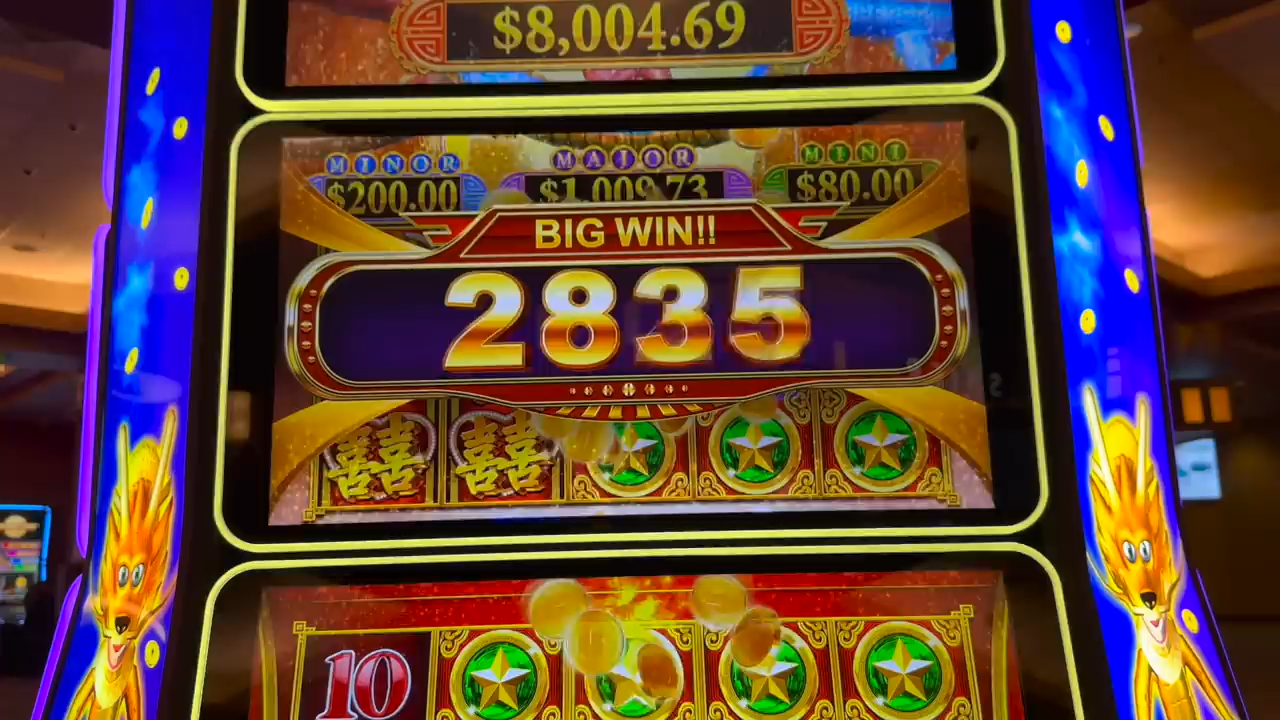 $8,004.69
MINOR MAJOR MINI
$200.00 $1,009.73 $80.00
BIG WIN!!
2835
囍 囍
10